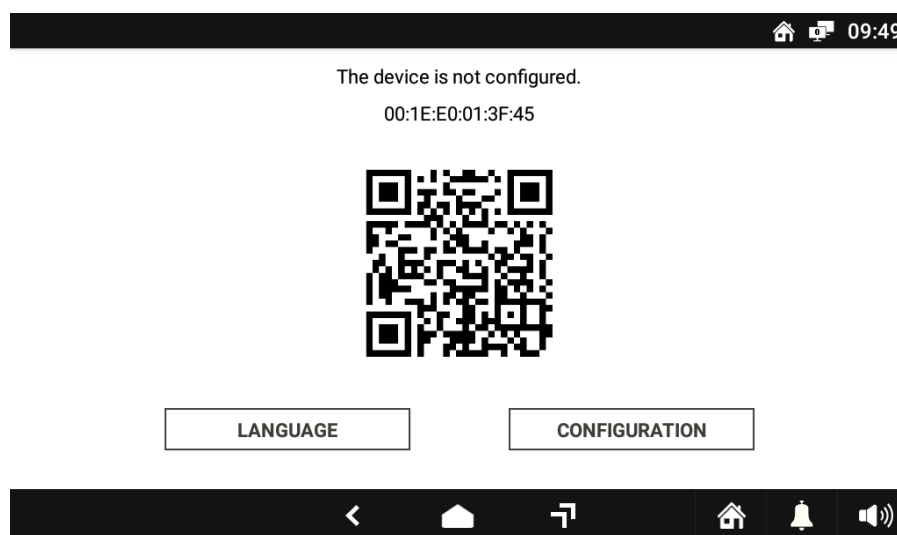 09:49
The device is not configured.
00:1E:E0:01:3F:45
LANGUAGE
CONFIGURATION